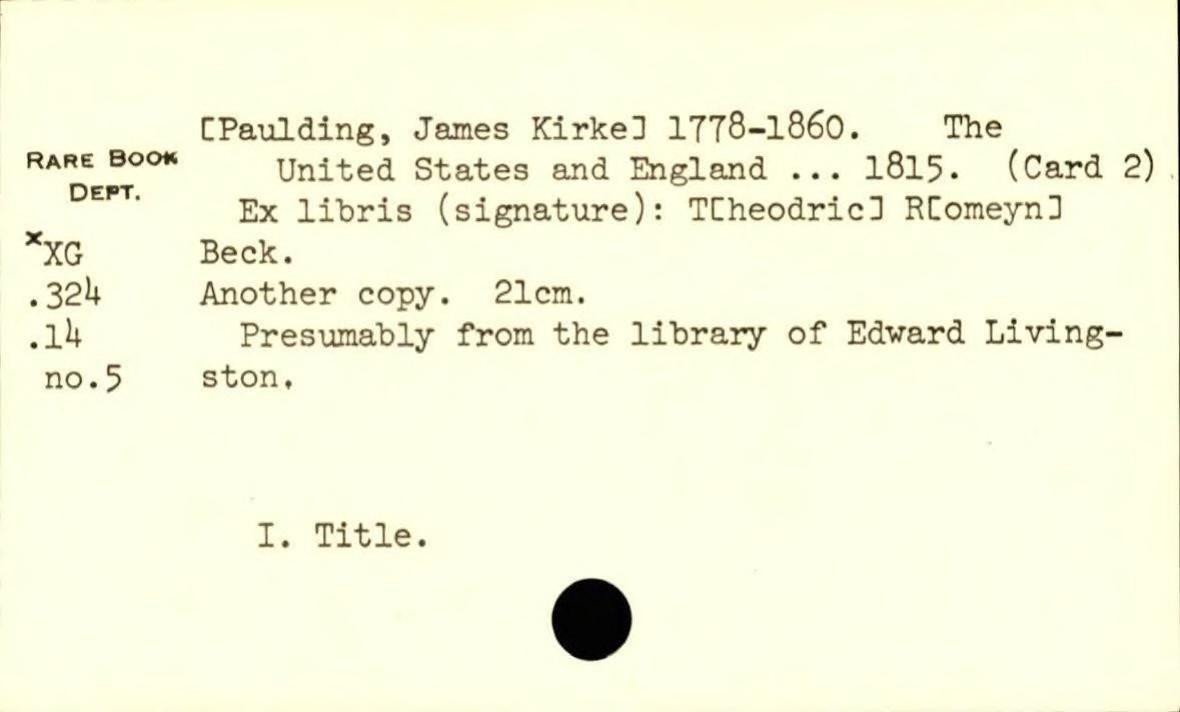 [Paulding, James Kirke] 1778-1860. The
RARE BOOK United States and England ... 1815. (Card 2)
DEPT.
Ex libris (signature): T[heodric] R[omeyn]
xXG Beck.
.324 Another copy. 21cm.
.14 Presumably from the library of Edward Living-
no.5 ston.
I. Title.